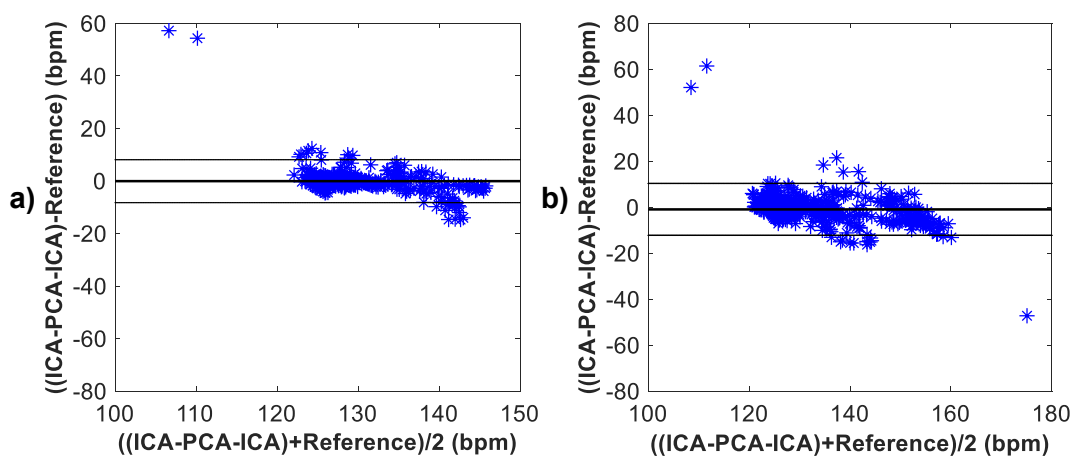 a)
((ICA-PCA-ICA)-Reference) (bpm)
60
40
20
0
-20
-40
-60
-80
100 110 120 130 140 150
((ICA-PCA-ICA)+Reference)/2 (bpm)
b)
((ICA-PCA-ICA)-Reference) (bpm)
80
60
40
20
0
-20
-40
-60
-80
100 120 140 160 180
((ICA-PCA-ICA)+Reference)/2 (bpm)